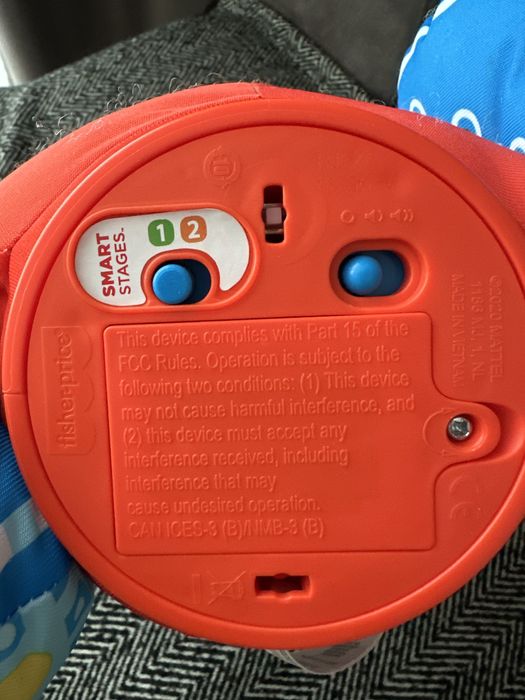 SMART
STAGES™
1 2
fisher-price®
This device complies with Part 15 of the
FCC Rules. Operation is subject to the
following two conditions: (1) This device
may not cause harmful interference, and
(2) this device must accept any
interference received, including
interference that may
cause undesired operation.
CAN ICES-3 (B)/NMB-3 (B)
©2020 MATTEL
MADE IN VIETNAM
CE